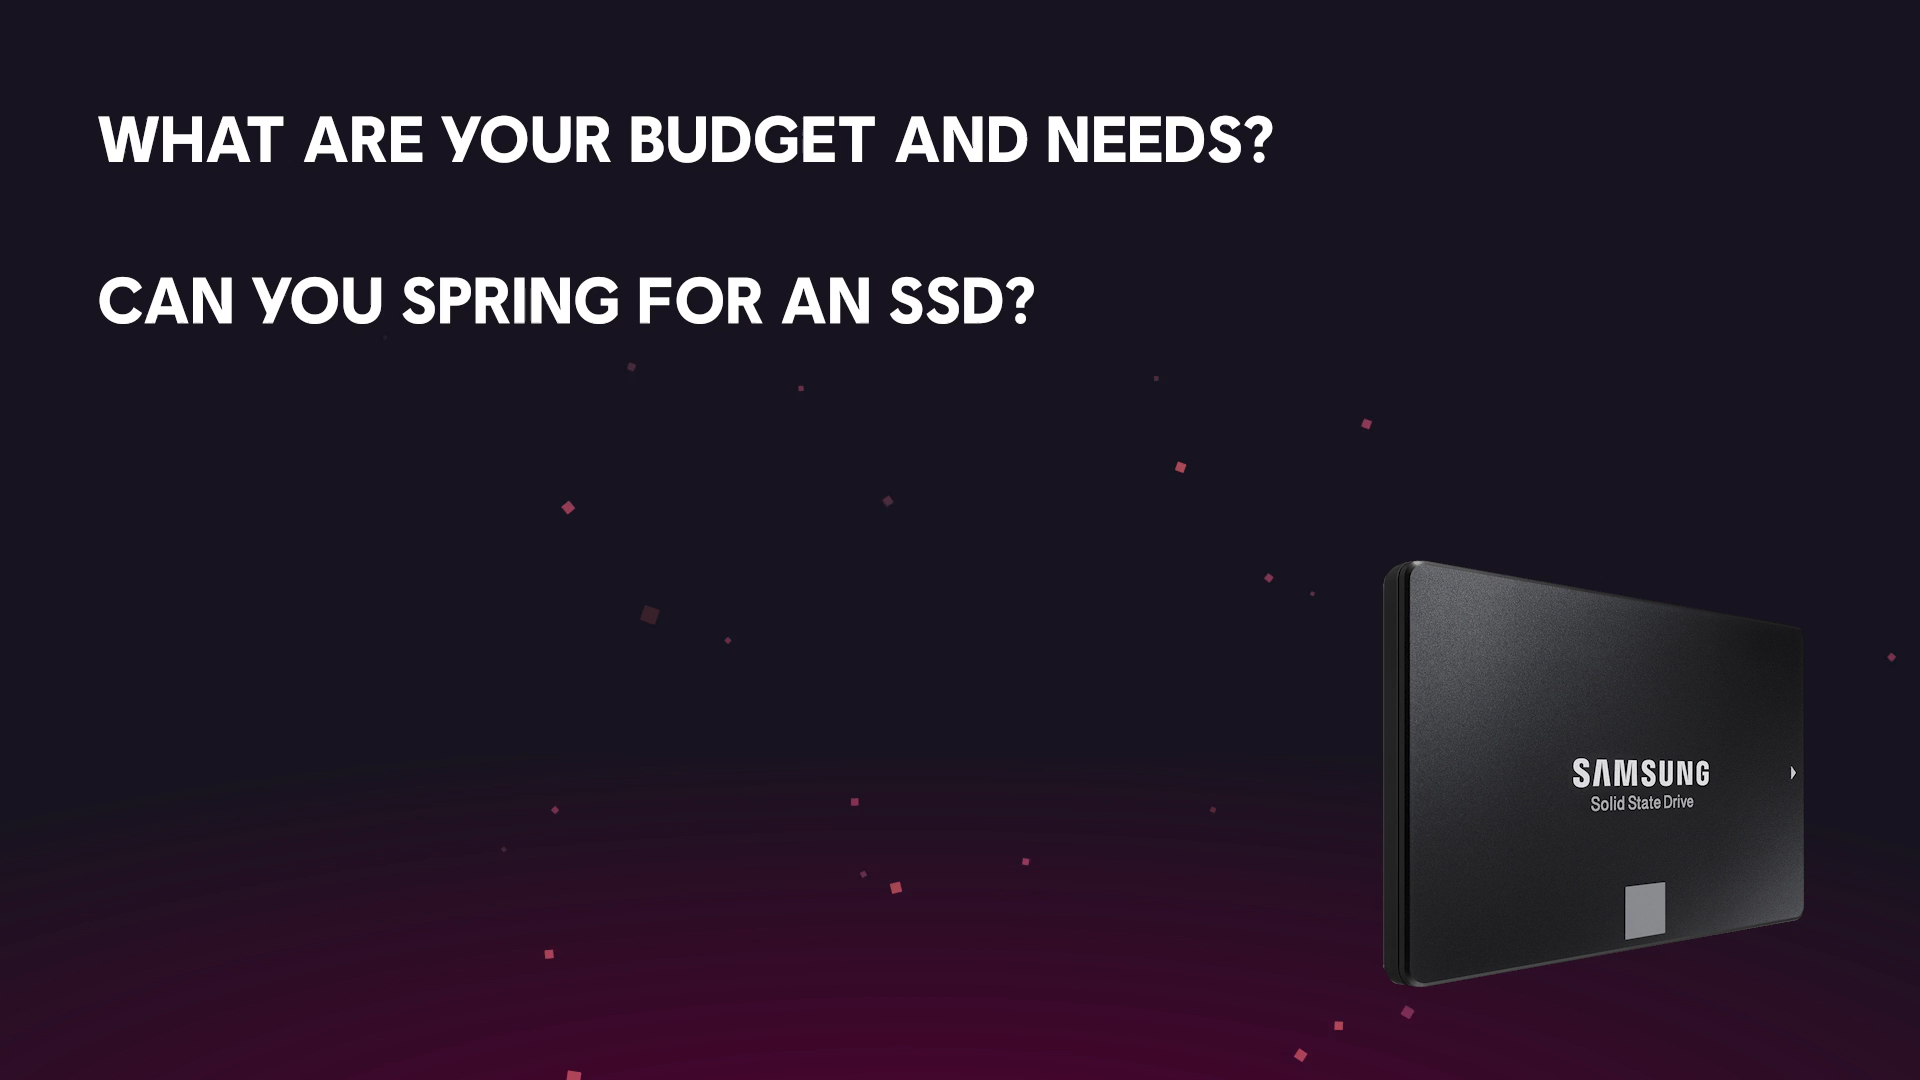 WHAT ARE YOUR BUDGET AND NEEDS?
CAN YOU SPRING FOR AN SSD?
SAMSUNG
Solid State Drive